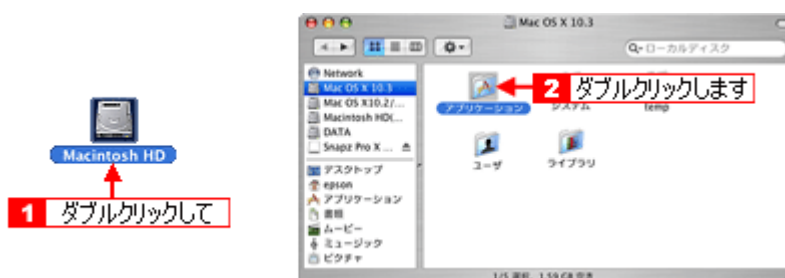 Macintosh HD
1 ダブルクリックして
Mac OS X 10.3
Q- ローカルディスク
Network
Mac OS X 10.3
Mac OS X10.2/...
Macintosh HD(...
DATA
Snapz Pro X ...
デスクトップ
epson
アプリケーション
書類
ムービー
ミュージック
ピクチャ
2 ダブルクリックします
アプリケーション
システム
temp
ユーザ
ライブラリ
1/5 選択、1.59 GB 空き